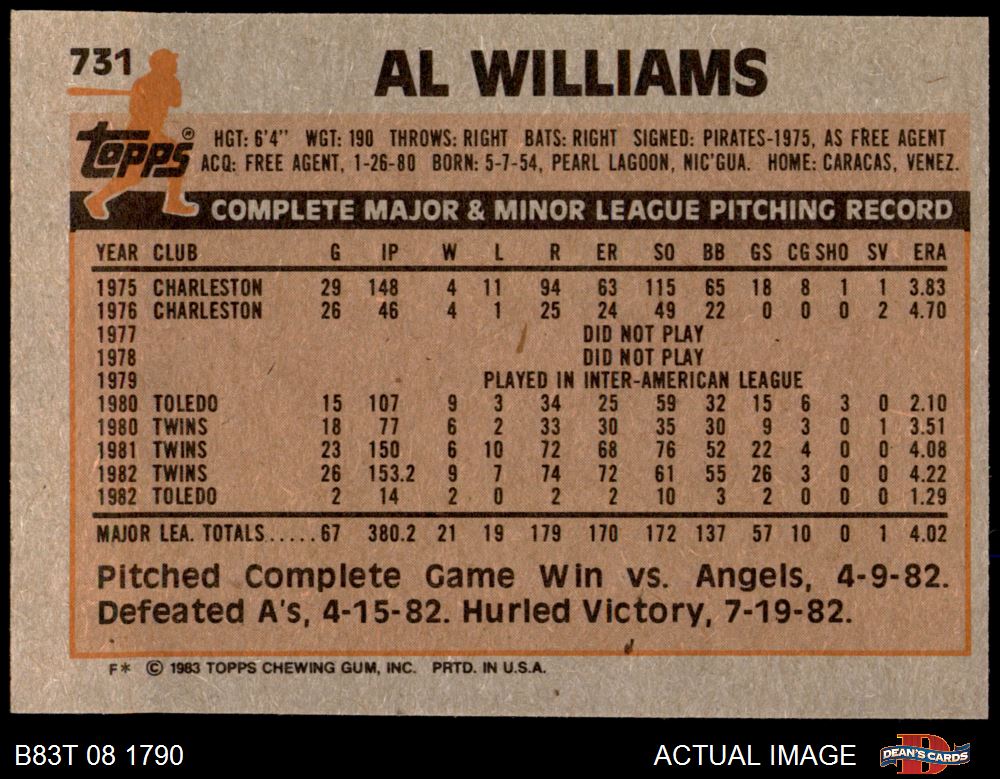 731 AL WILLIAMS
topps® HGT: 6'4" WGT: 190 THROWS: RIGHT BATS: RIGHT SIGNED: PIRATES-1975, AS FREE AGENT
ACQ: FREE AGENT, 1-26-80 BORN: 5-7-54, PEARL LAGOON, NIC'GUA. HOME: CARACAS, VENEZ.
COMPLETE MAJOR & MINOR LEAGUE PITCHING RECORD
YEAR CLUB G IP W L R ER SO BB GS CG SHO SV ERA
1975 CHARLESTON 29 148 4 11 94 63 115 65 18 8 1 1 3.83
1976 CHARLESTON 26 46 4 1 25 24 49 22 0 0 0 2 4.70
1977 DID NOT PLAY
1978 DID NOT PLAY
1979 PLAYED IN INTER-AMERICAN LEAGUE
1980 TOLEDO 15 107 9 3 34 25 59 32 15 6 3 0 2.10
1980 TWINS 18 77 6 2 33 30 35 30 9 3 0 1 3.51
1981 TWINS 23 150 6 10 72 68 76 52 22 4 0 0 4.08
1982 TWINS 26 153.2 9 7 74 72 61 55 26 3 0 0 4.22
1982 TOLEDO 2 14 2 0 2 2 10 3 2 0 0 0 1.29
MAJOR LEA. TOTALS.....67 380.2 21 19 179 170 172 137 57 10 0 1 4.02
Pitched Complete Game Win vs. Angels, 4-9-82.
Defeated A's, 4-15-82. Hurled Victory, 7-19-82.
F* © 1983 TOPPS CHEWING GUM, INC. PRTD. IN U.S.A.
B83T 08 1790 ACTUAL IMAGE D DEAN'S CARDS